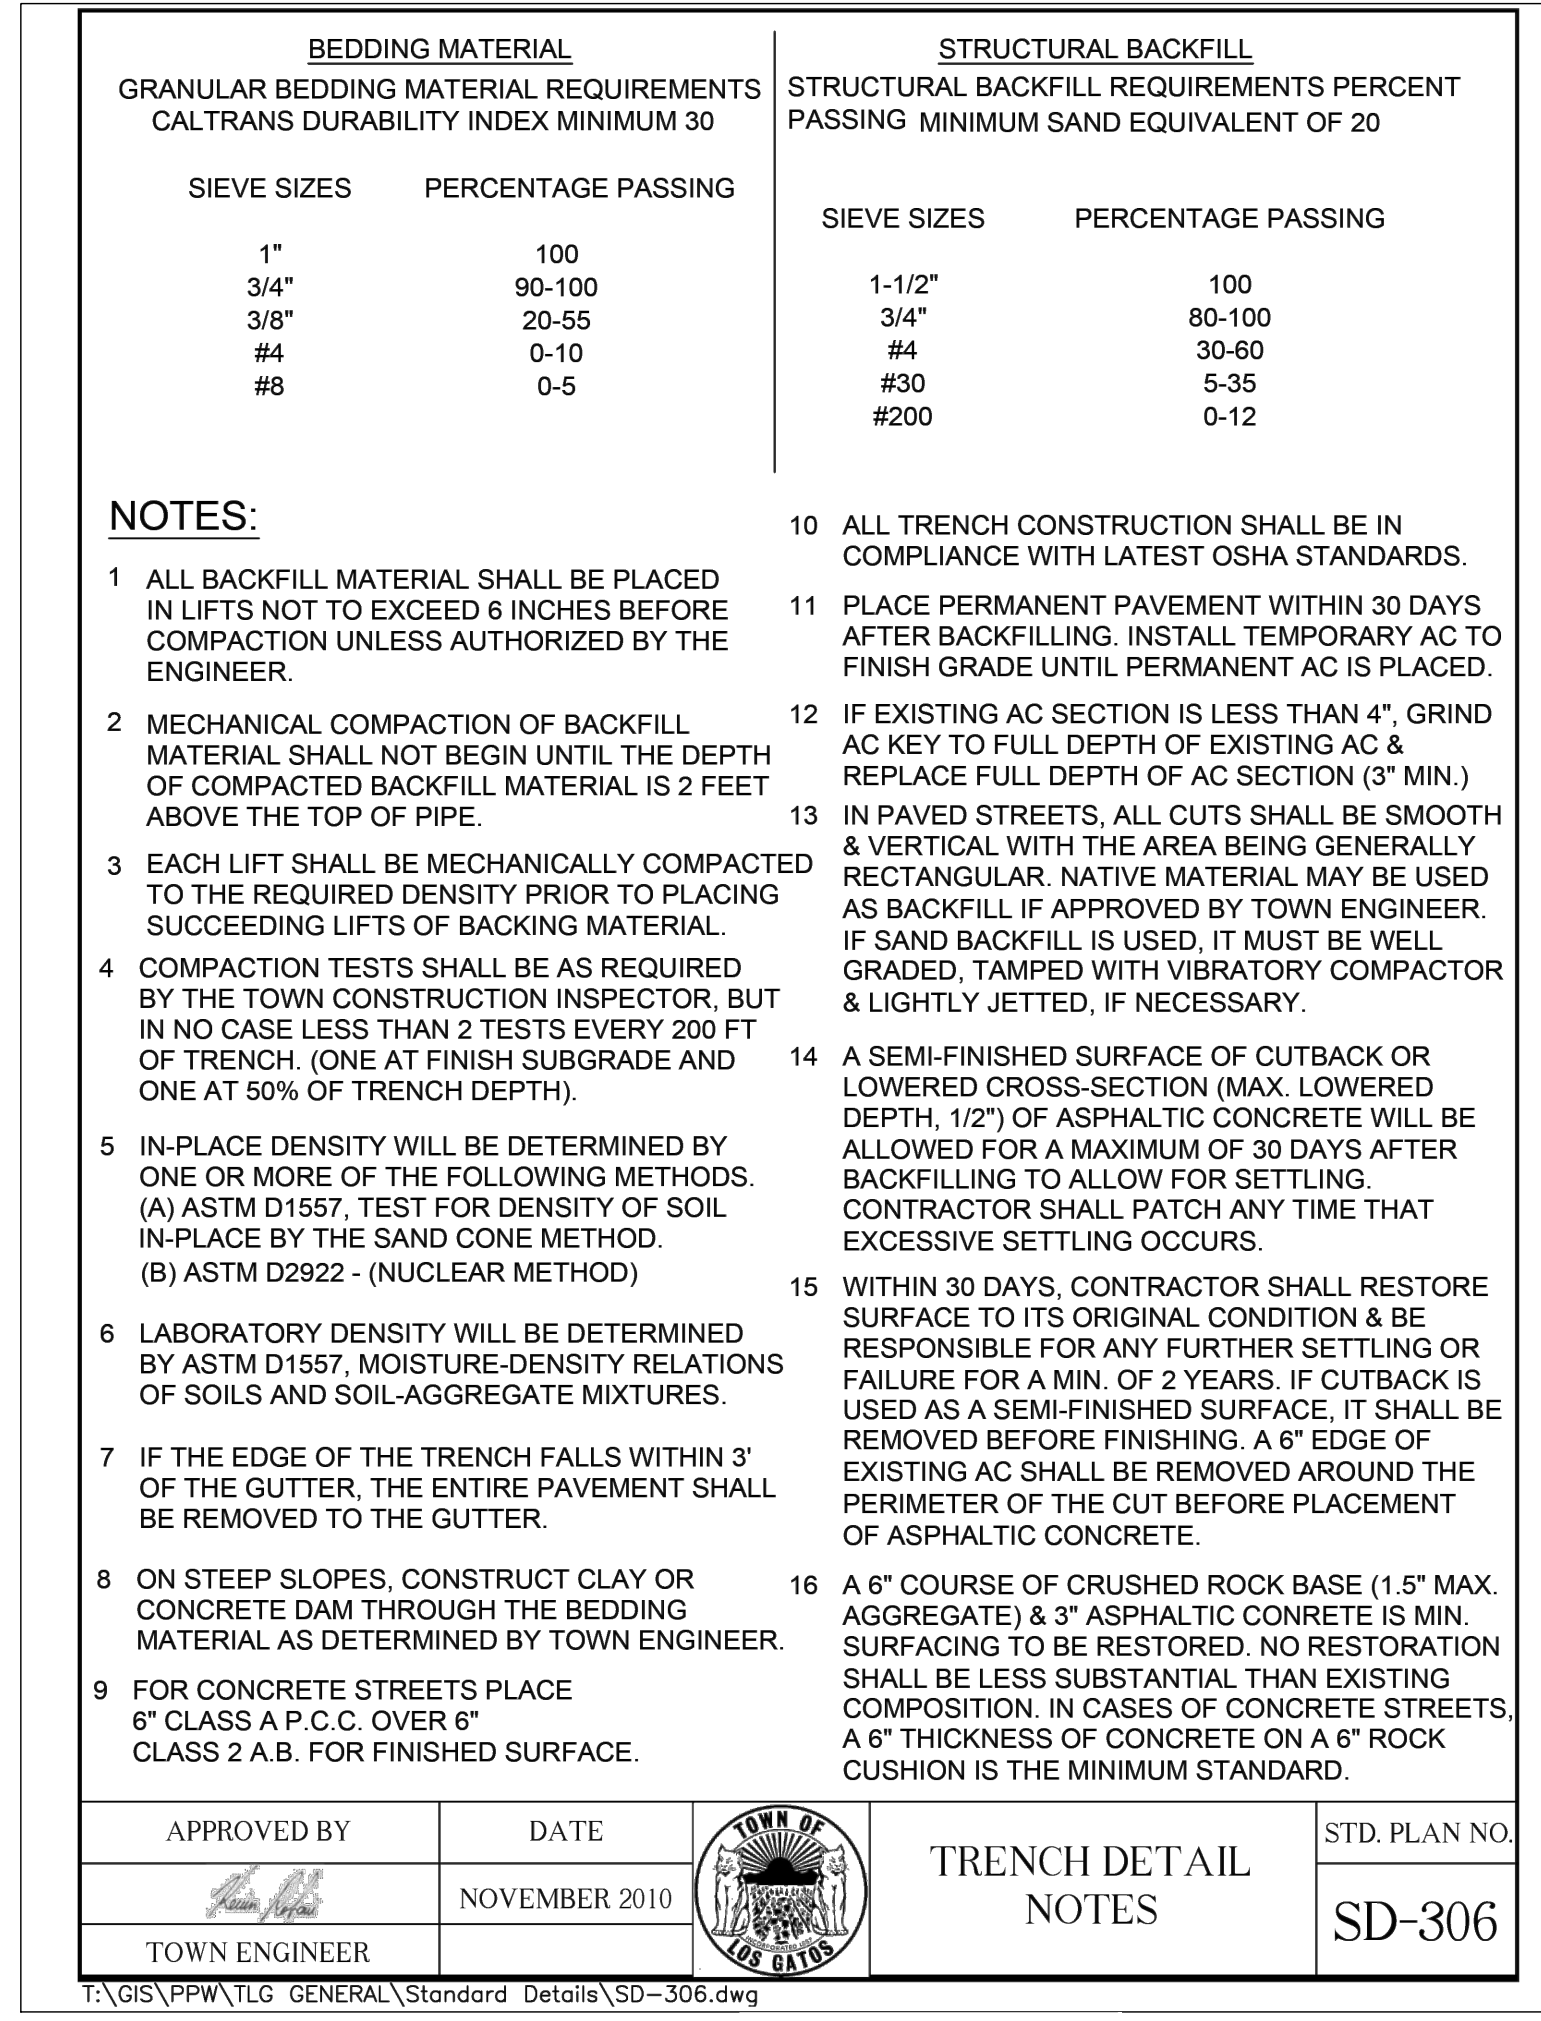 BEDDING MATERIAL
GRANULAR BEDDING MATERIAL REQUIREMENTS
CALTRANS DURABILITY INDEX MINIMUM 30
SIEVE SIZES PERCENTAGE PASSING
1" 100
3/4" 90-100
3/8" 20-55
#4 0-10
#8 0-5
STRUCTURAL BACKFILL
STRUCTURAL BACKFILL REQUIREMENTS PERCENT
PASSING MINIMUM SAND EQUIVALENT OF 20
SIEVE SIZES PERCENTAGE PASSING
1-1/2" 100
3/4" 80-100
#4 30-60
#30 5-35
#200 0-12
NOTES:
1 ALL BACKFILL MATERIAL SHALL BE PLACED
IN LIFTS NOT TO EXCEED 6 INCHES BEFORE
COMPACTION UNLESS AUTHORIZED BY THE
ENGINEER.
2 MECHANICAL COMPACTION OF BACKFILL
MATERIAL SHALL NOT BEGIN UNTIL THE DEPTH
OF COMPACTED BACKFILL MATERIAL IS 2 FEET
ABOVE THE TOP OF PIPE.
3 EACH LIFT SHALL BE MECHANICALLY COMPACTED
TO THE REQUIRED DENSITY PRIOR TO PLACING
SUCCEEDING LIFTS OF BACKING MATERIAL.
4 COMPACTION TESTS SHALL BE AS REQUIRED
BY THE TOWN CONSTRUCTION INSPECTOR, BUT
IN NO CASE LESS THAN 2 TESTS EVERY 200 FT
OF TRENCH. (ONE AT FINISH SUBGRADE AND
ONE AT 50% OF TRENCH DEPTH).
5 IN-PLACE DENSITY WILL BE DETERMINED BY
ONE OR MORE OF THE FOLLOWING METHODS.
(A) ASTM D1557, TEST FOR DENSITY OF SOIL
IN-PLACE BY THE SAND CONE METHOD.
(B) ASTM D2922 - (NUCLEAR METHOD)
6 LABORATORY DENSITY WILL BE DETERMINED
BY ASTM D1557, MOISTURE-DENSITY RELATIONS
OF SOILS AND SOIL-AGGREGATE MIXTURES.
7 IF THE EDGE OF THE TRENCH FALLS WITHIN 3'
OF THE GUTTER, THE ENTIRE PAVEMENT SHALL
BE REMOVED TO THE GUTTER.
8 ON STEEP SLOPES, CONSTRUCT CLAY OR
CONCRETE DAM THROUGH THE BEDDING
MATERIAL AS DETERMINED BY TOWN ENGINEER.
9 FOR CONCRETE STREETS PLACE
6" CLASS A P.C.C. OVER 6"
CLASS 2 A.B. FOR FINISHED SURFACE.
10 ALL TRENCH CONSTRUCTION SHALL BE IN
COMPLIANCE WITH LATEST OSHA STANDARDS.
11 PLACE PERMANENT PAVEMENT WITHIN 30 DAYS
AFTER BACKFILLING. INSTALL TEMPORARY AC TO
FINISH GRADE UNTIL PERMANENT AC IS PLACED.
12 IF EXISTING AC SECTION IS LESS THAN 4", GRIND
AC KEY TO FULL DEPTH OF EXISTING AC &
REPLACE FULL DEPTH OF AC SECTION (3" MIN.)
13 IN PAVED STREETS, ALL CUTS SHALL BE SMOOTH
& VERTICAL WITH THE AREA BEING GENERALLY
RECTANGULAR. NATIVE MATERIAL MAY BE USED
AS BACKFILL IF APPROVED BY TOWN ENGINEER.
IF SAND BACKFILL IS USED, IT MUST BE WELL
GRADED, TAMPED WITH VIBRATORY COMPACTOR
& LIGHTLY JETTED, IF NECESSARY.
14 A SEMI-FINISHED SURFACE OF CUTBACK OR
LOWERED CROSS-SECTION (MAX. LOWERED
DEPTH, 1/2") OF ASPHALTIC CONCRETE WILL BE
ALLOWED FOR A MAXIMUM OF 30 DAYS AFTER
BACKFILLING TO ALLOW FOR SETTLING.
CONTRACTOR SHALL PATCH ANY TIME THAT
EXCESSIVE SETTLING OCCURS.
15 WITHIN 30 DAYS, CONTRACTOR SHALL RESTORE
SURFACE TO ITS ORIGINAL CONDITION & BE
RESPONSIBLE FOR ANY FURTHER SETTLING OR
FAILURE FOR A MIN. OF 2 YEARS. IF CUTBACK IS
USED AS A SEMI-FINISHED SURFACE, IT SHALL BE
REMOVED BEFORE FINISHING. A 6" EDGE OF
EXISTING AC SHALL BE REMOVED AROUND THE
PERIMETER OF THE CUT BEFORE PLACEMENT
OF ASPHALTIC CONCRETE.
16 A 6" COURSE OF CRUSHED ROCK BASE (1.5" MAX.
AGGREGATE) & 3" ASPHALTIC CONRETE IS MIN.
SURFACING TO BE RESTORED. NO RESTORATION
SHALL BE LESS SUBSTANTIAL THAN EXISTING
COMPOSITION. IN CASES OF CONCRETE STREETS,
A 6" THICKNESS OF CONCRETE ON A 6" ROCK
CUSHION IS THE MINIMUM STANDARD.
APPROVED BY
TOWN ENGINEER
DATE
NOVEMBER 2010
TOWN OF
INCORPORATED 1887
LOS GATOS
TRENCH DETAIL
NOTES
STD. PLAN NO.
SD-306
T:\GIS\PPW\TLG GENERAL\Standard Details\SD-306.dwg